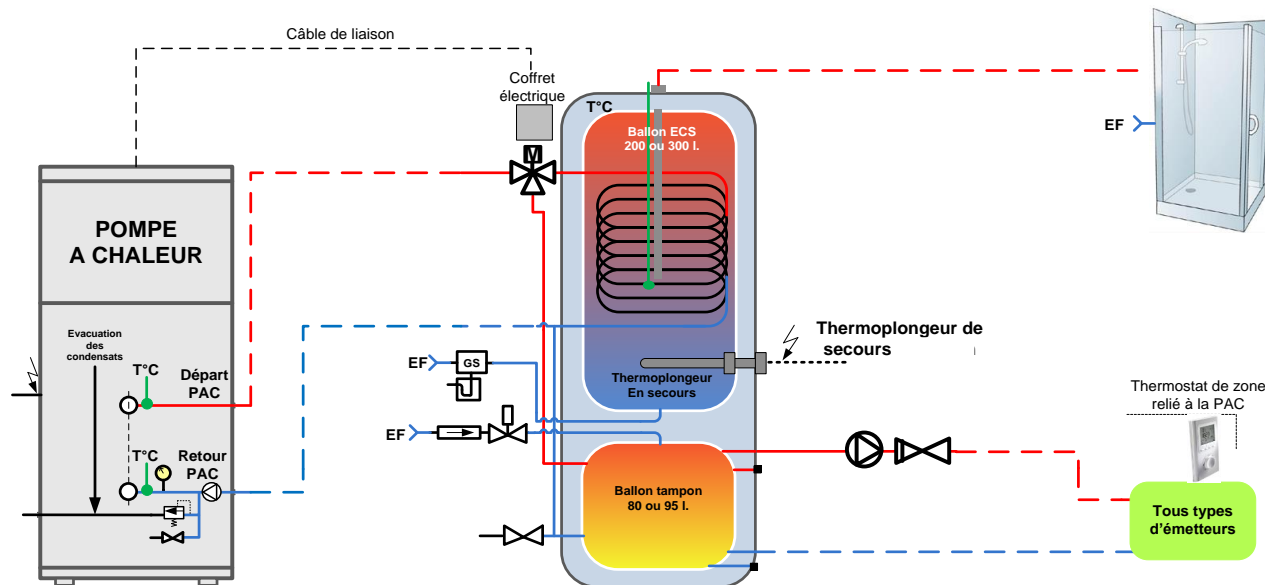 Câble de liaison
Coffret
électrique
M
T°C
Ballon ECS
200 ou 300 l.
EF
POMPE
A CHALEUR
Evacuation
des
condensats
T°C
Départ
PAC
T°C
Retour
PAC
EF
GS
Thermoplongeur
En secours
Thermoplongeur de
secours
EF
Ballon tampon
80 ou 95 l.
Thermostat de zone
relié à la PAC
Tous types
d'émetteurs